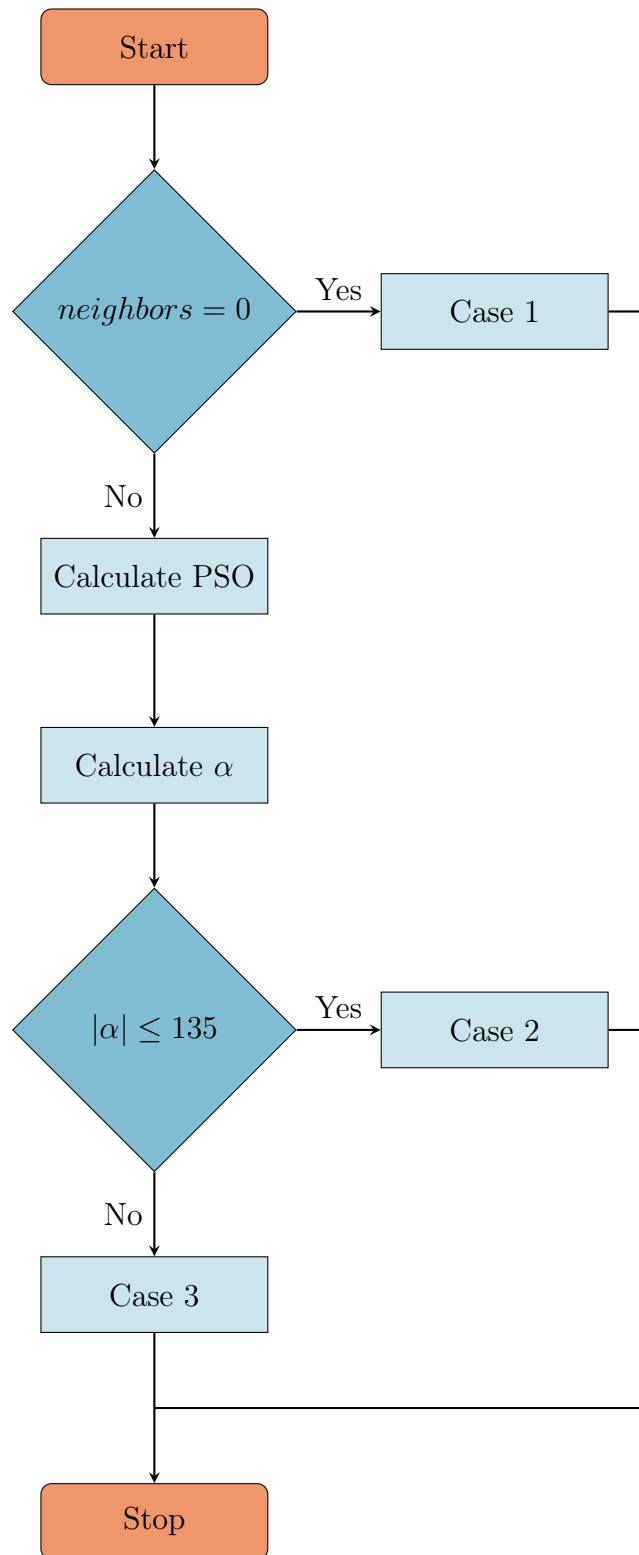 Start
neighbors = 0
Yes
Case 1
No
Calculate PSO
Calculate α
|α| ≤ 135
Yes
Case 2
No
Case 3
Stop